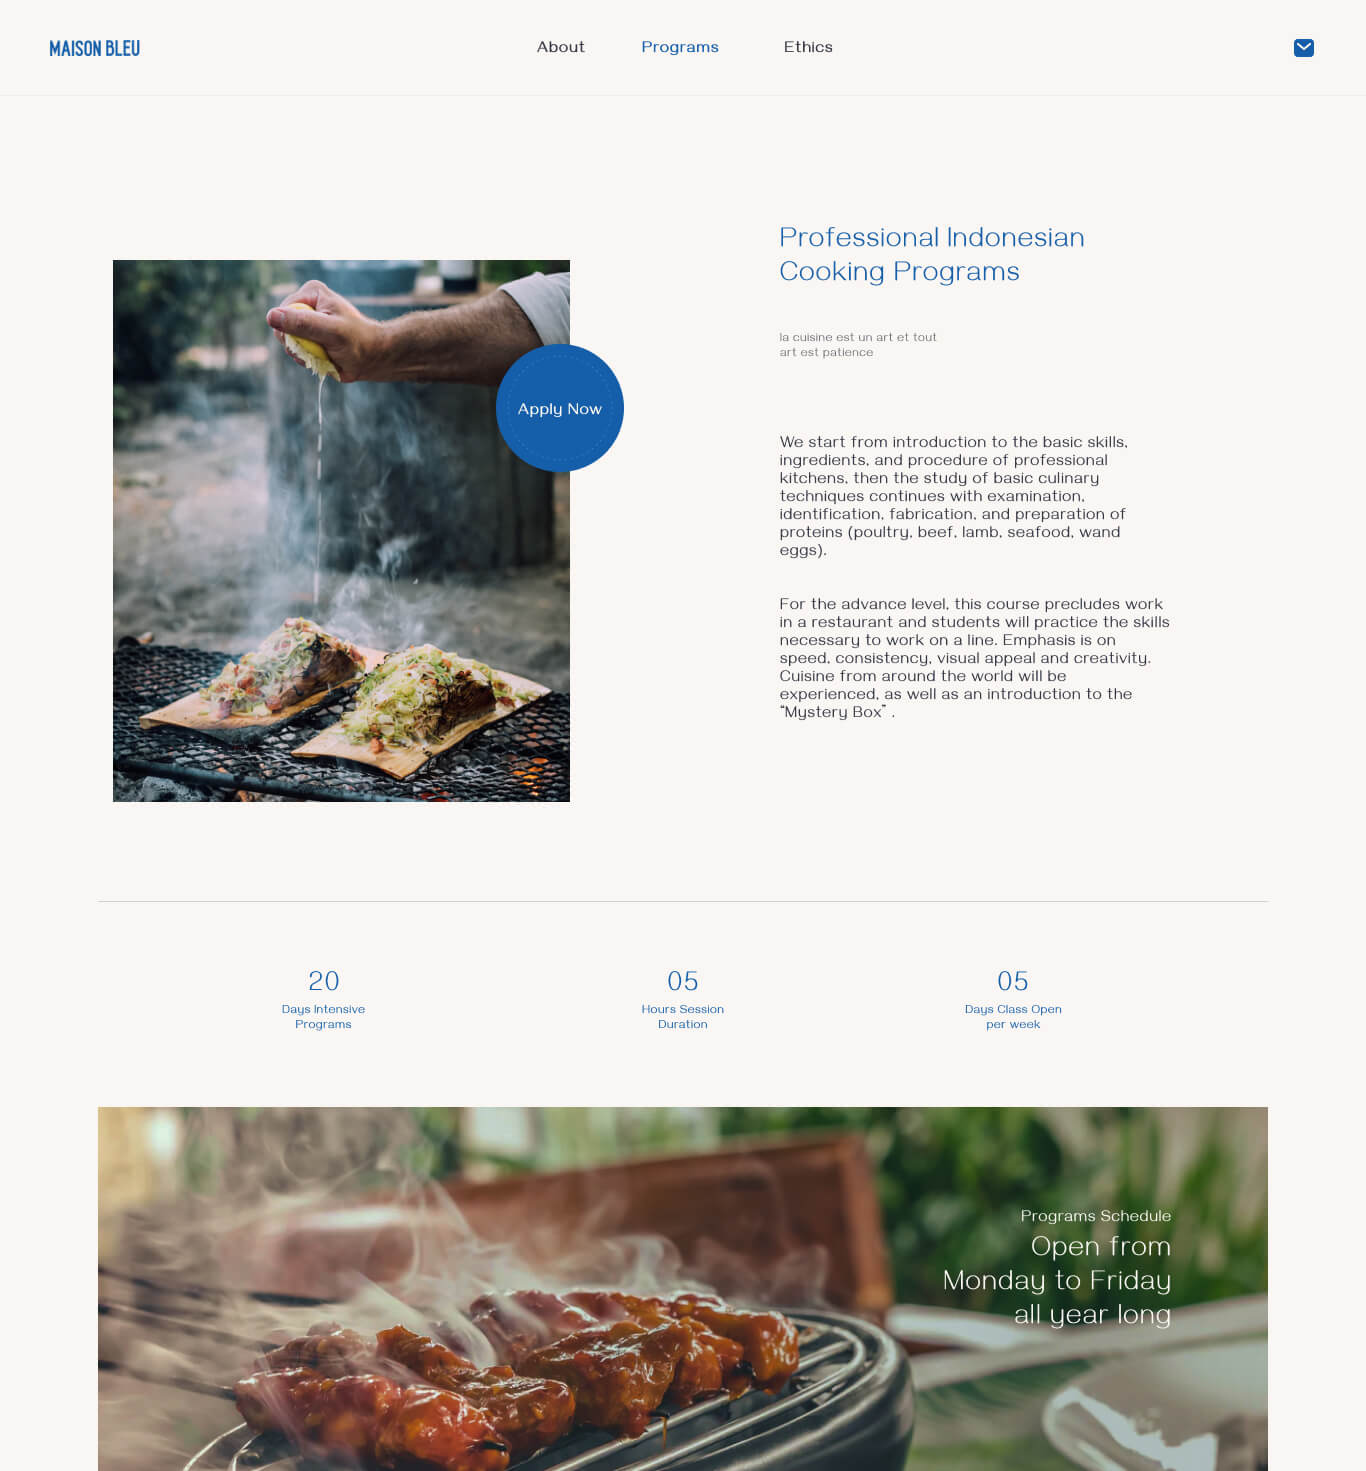 MAISON BLEU
About
Programs
Ethics
Professional Indonesian
Cooking Programs
la cuisine est un art et tout
art est patience
Apply Now
We start from introduction to the basic skills,
ingredients, and procedure of professional
kitchens, then the study of basic culinary
techniques continues with examination,
identification, fabrication, and preparation of
proteins (poultry, beef, lamb, seafood, wand
eggs).
For the advance level, this course precludes work
in a restaurant and students will practice the skills
necessary to work on a line. Emphasis is on
speed, consistency, visual appeal and creativity.
Cuisine from around the world will be
experienced, as well as an introduction to the
“Mystery Box” .
20
Days Intensive
Programs
05
Hours Session
Duration
05
Days Class Open
per week
Programs Schedule
Open from
Monday to Friday
all year long